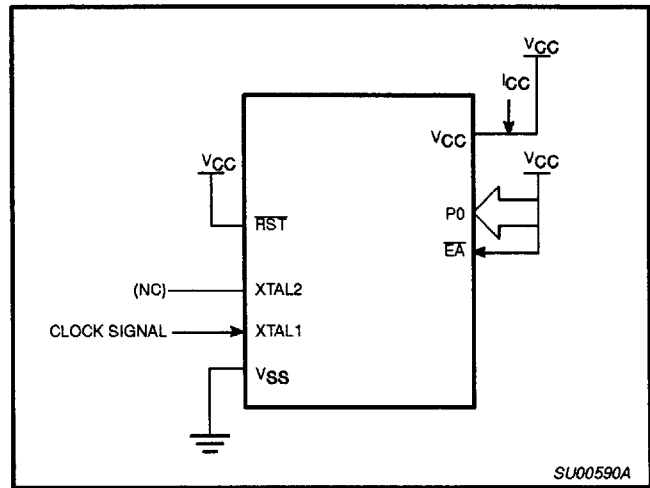 VCC
ICC
VCC
VCC
VCC
P0
RST
EA
(NC)
XTAL2
CLOCK SIGNAL
XTAL1
VSS
SU00590A